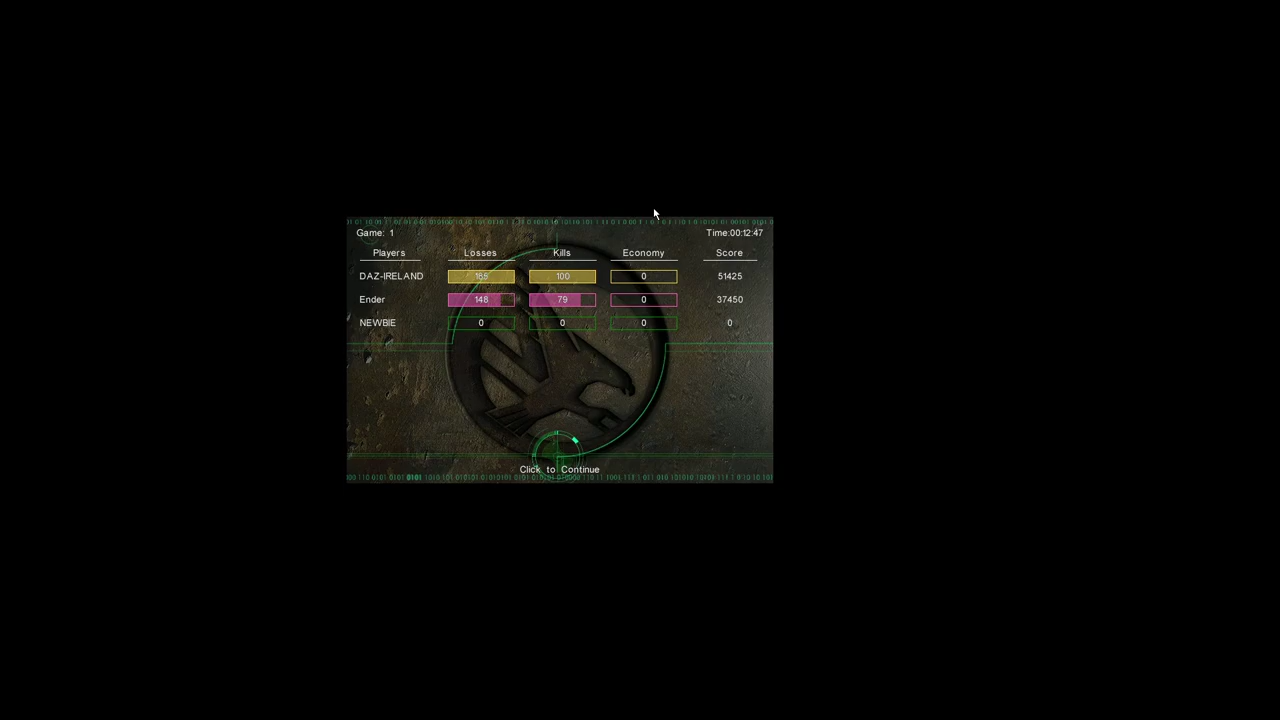 Game: 1 Time:00:12:47
Players Losses Kills Economy Score
DAZ-IRELAND 100 0 51425
Ender 148 79 0 37450
NEWBIE 0 0 0 0
Click to Continue
0101